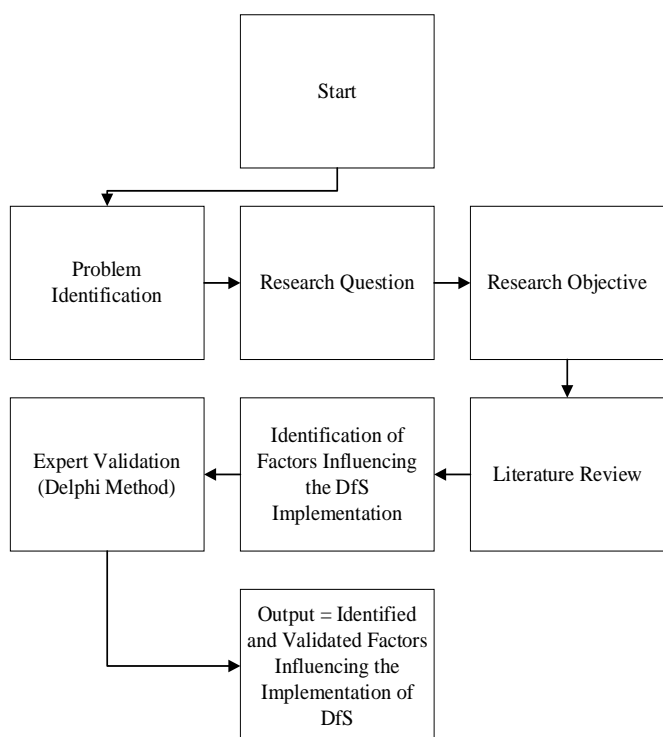 Start
Problem
Identification
Research Question
Research Objective
Expert Validation
(Delphi Method)
Identification of
Factors Influencing
the DfS
Implementation
Literature Review
Output = Identified
and Validated Factors
Influencing the
Implementation of
DfS